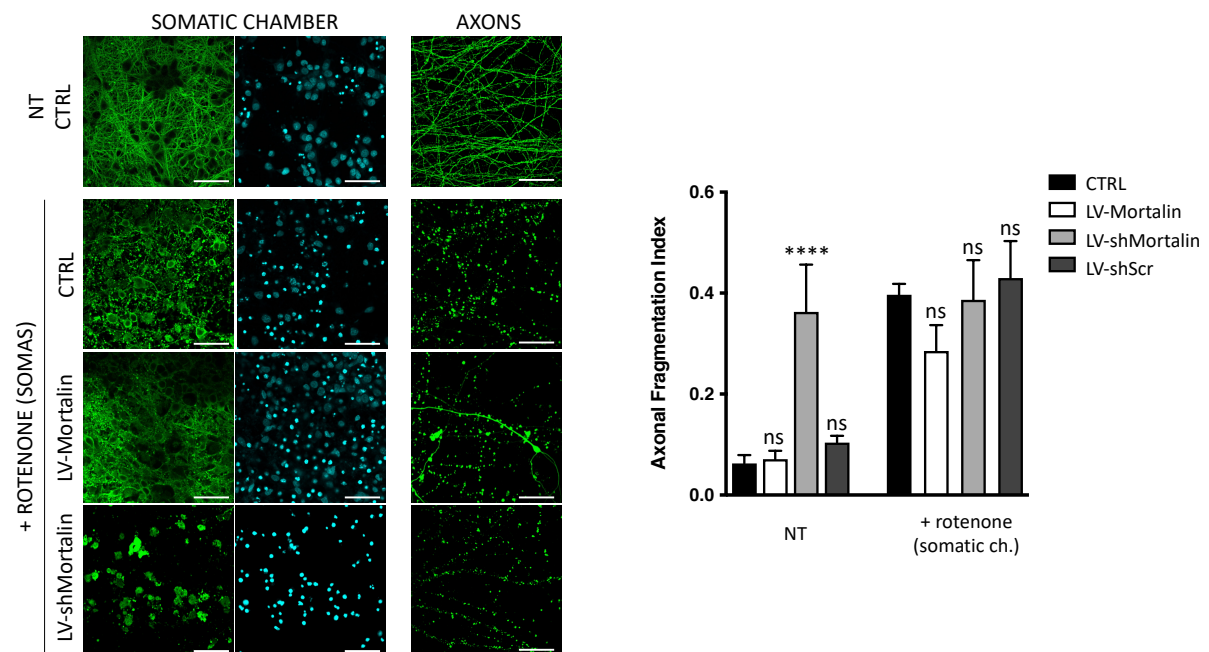 SOMATIC CHAMBER
AXONS
NT
CTRL
+ ROTENONE (SOMAS)
CTRL
LV-Mortalin
LV-shMortalin
Axonal Fragmentation Index
0.6
0.4
0.2
0.0
ns
****
ns
ns
ns
ns
NT
+ rotenone
(somatic ch.)
CTRL
LV-Mortalin
LV-shMortalin
LV-shScr